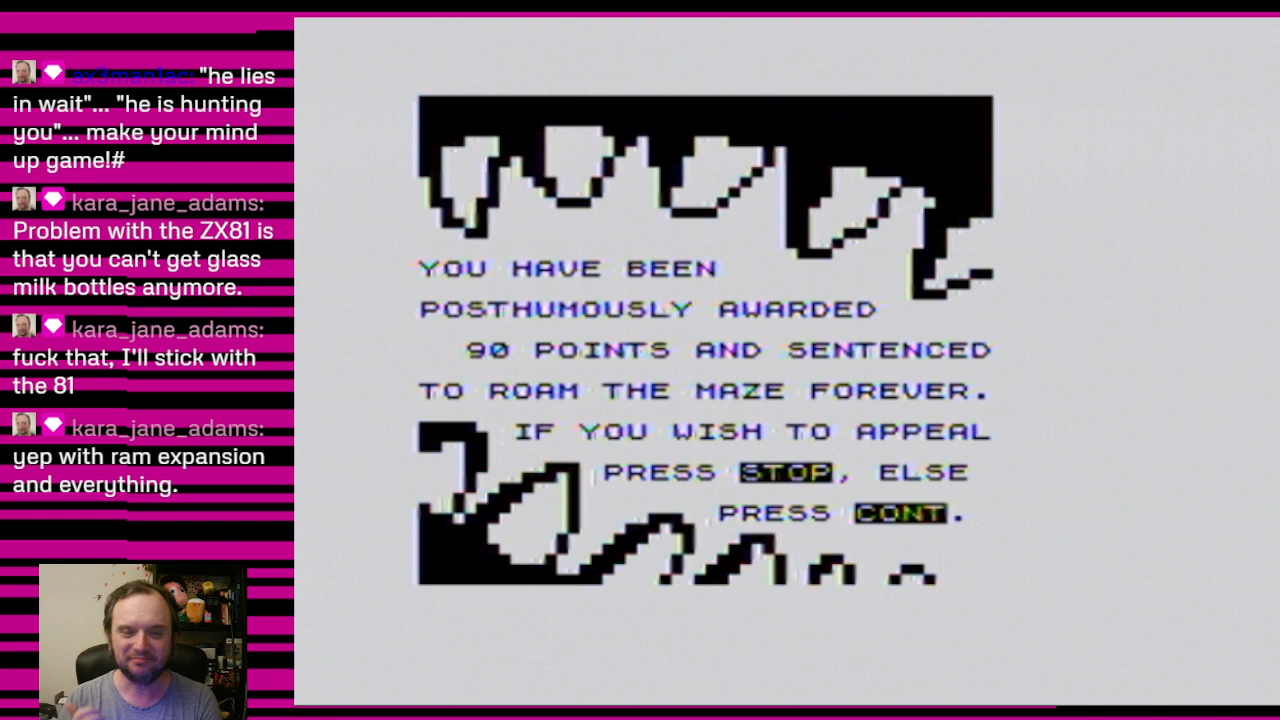 ax3man1ac: "he lies
in wait"... "he is hunting
you"... make your mind
up game!#
kara_jane_adams:
Problem with the ZX81 is
that you can't get glass
milk bottles anymore.
kara_jane_adams:
fuck that, I'll stick with
the 81
kara_jane_adams:
yep with ram expansion
and everything.
YOU HAVE BEEN
POSTHUMOUSLY AWARDED
90 POINTS AND SENTENCED
TO ROAM THE MAZE FOREVER.
IF YOU WISH TO APPEAL
PRESS STOP, ELSE
PRESS CONT.